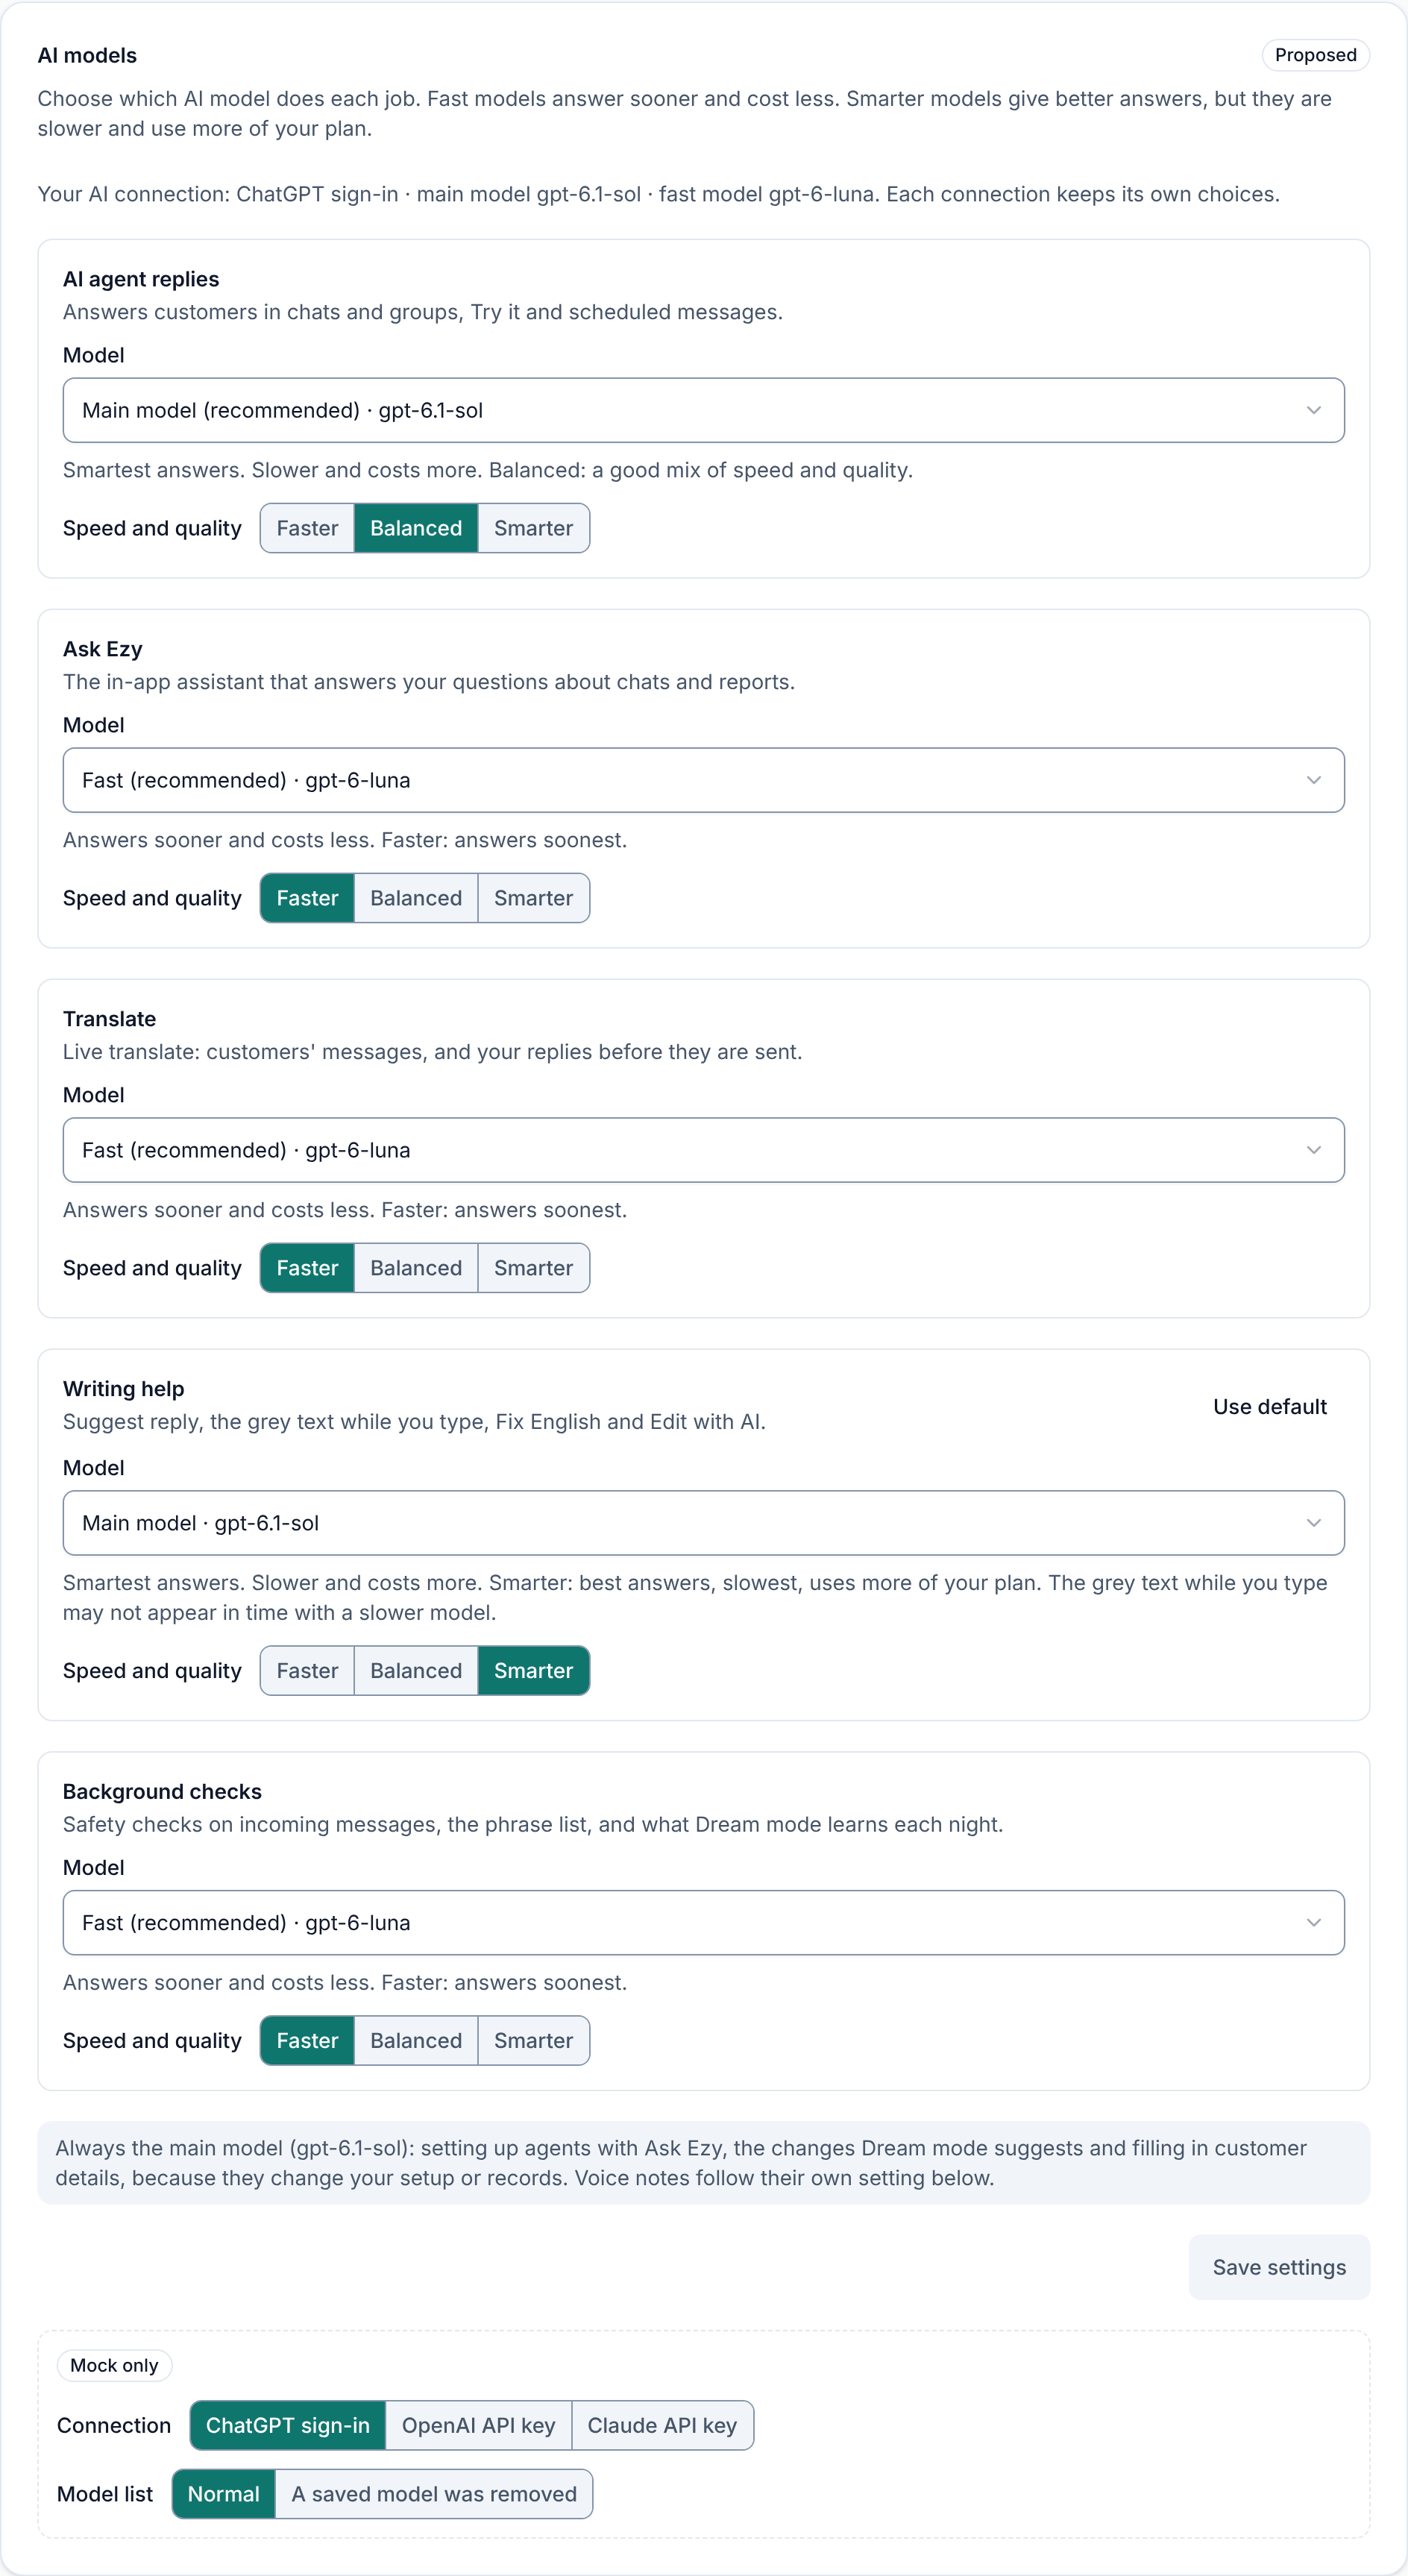 AI models
Proposed
Choose which AI model does each job. Fast models answer sooner and cost less. Smarter models give better answers, but they are
slower and use more of your plan.
Your AI connection: ChatGPT sign-in · main model gpt-6.1-sol · fast model gpt-6-luna. Each connection keeps its own choices.
AI agent replies
Answers customers in chats and groups, Try it and scheduled messages.
Model
Main model (recommended) · gpt-6.1-sol
Smartest answers. Slower and costs more. Balanced: a good mix of speed and quality.
Speed and quality Faster Balanced Smarter
Ask Ezy
The in-app assistant that answers your questions about chats and reports.
Model
Fast (recommended) · gpt-6-luna
Answers sooner and costs less. Faster: answers soonest.
Speed and quality Faster Balanced Smarter
Translate
Live translate: customers' messages, and your replies before they are sent.
Model
Fast (recommended) · gpt-6-luna
Answers sooner and costs less. Faster: answers soonest.
Speed and quality Faster Balanced Smarter
Writing help
Suggest reply, the grey text while you type, Fix English and Edit with AI.
Use default
Model
Main model · gpt-6.1-sol
Smartest answers. Slower and costs more. Smarter: best answers, slowest, uses more of your plan. The grey text while you type
may not appear in time with a slower model.
Speed and quality Faster Balanced Smarter
Background checks
Safety checks on incoming messages, the phrase list, and what Dream mode learns each night.
Model
Fast (recommended) · gpt-6-luna
Answers sooner and costs less. Faster: answers soonest.
Speed and quality Faster Balanced Smarter
Always the main model (gpt-6.1-sol): setting up agents with Ask Ezy, the changes Dream mode suggests and filling in customer
details, because they change your setup or records. Voice notes follow their own setting below.
Save settings
Mock only
Connection ChatGPT sign-in OpenAI API key Claude API key
Model list Normal A saved model was removed